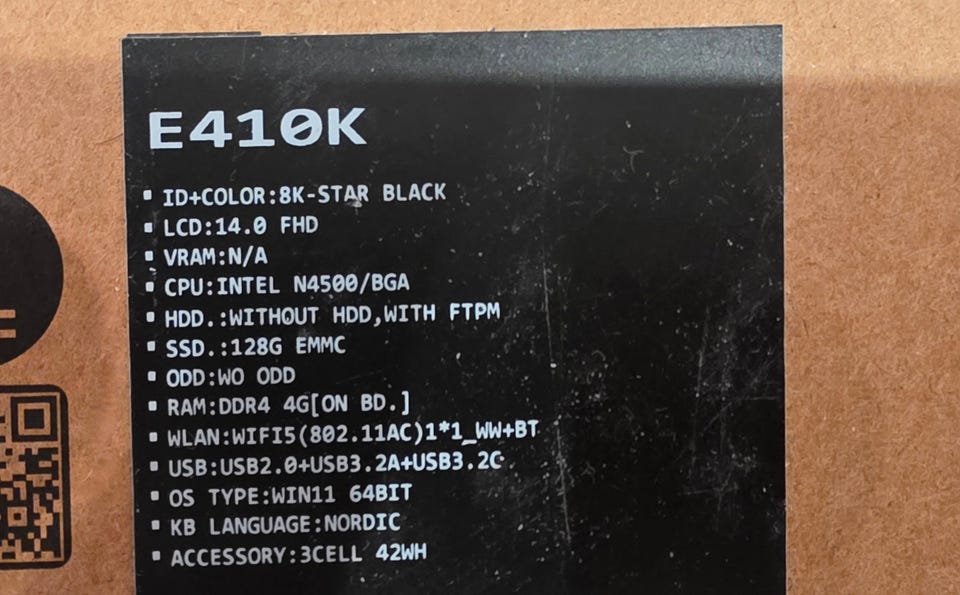 E410K
ID+COLOR:8K-STAR BLACK
LCD:14.0 FHD
VRAM:N/A
CPU:INTEL N4500/BGA
HDD.:WITHOUT HDD,WITH FTPM
SSD.:128G EMMC
ODD:WO ODD
RAM:DDR4 4G[ON BD.]
WLAN:WIFI5(802.11AC)1*1_WW+BT
USB:USB2.0+USB3.2A+USB3.2C
OS TYPE:WIN11 64BIT
KB LANGUAGE:NORDIC
ACCESSORY:3CELL 42WH